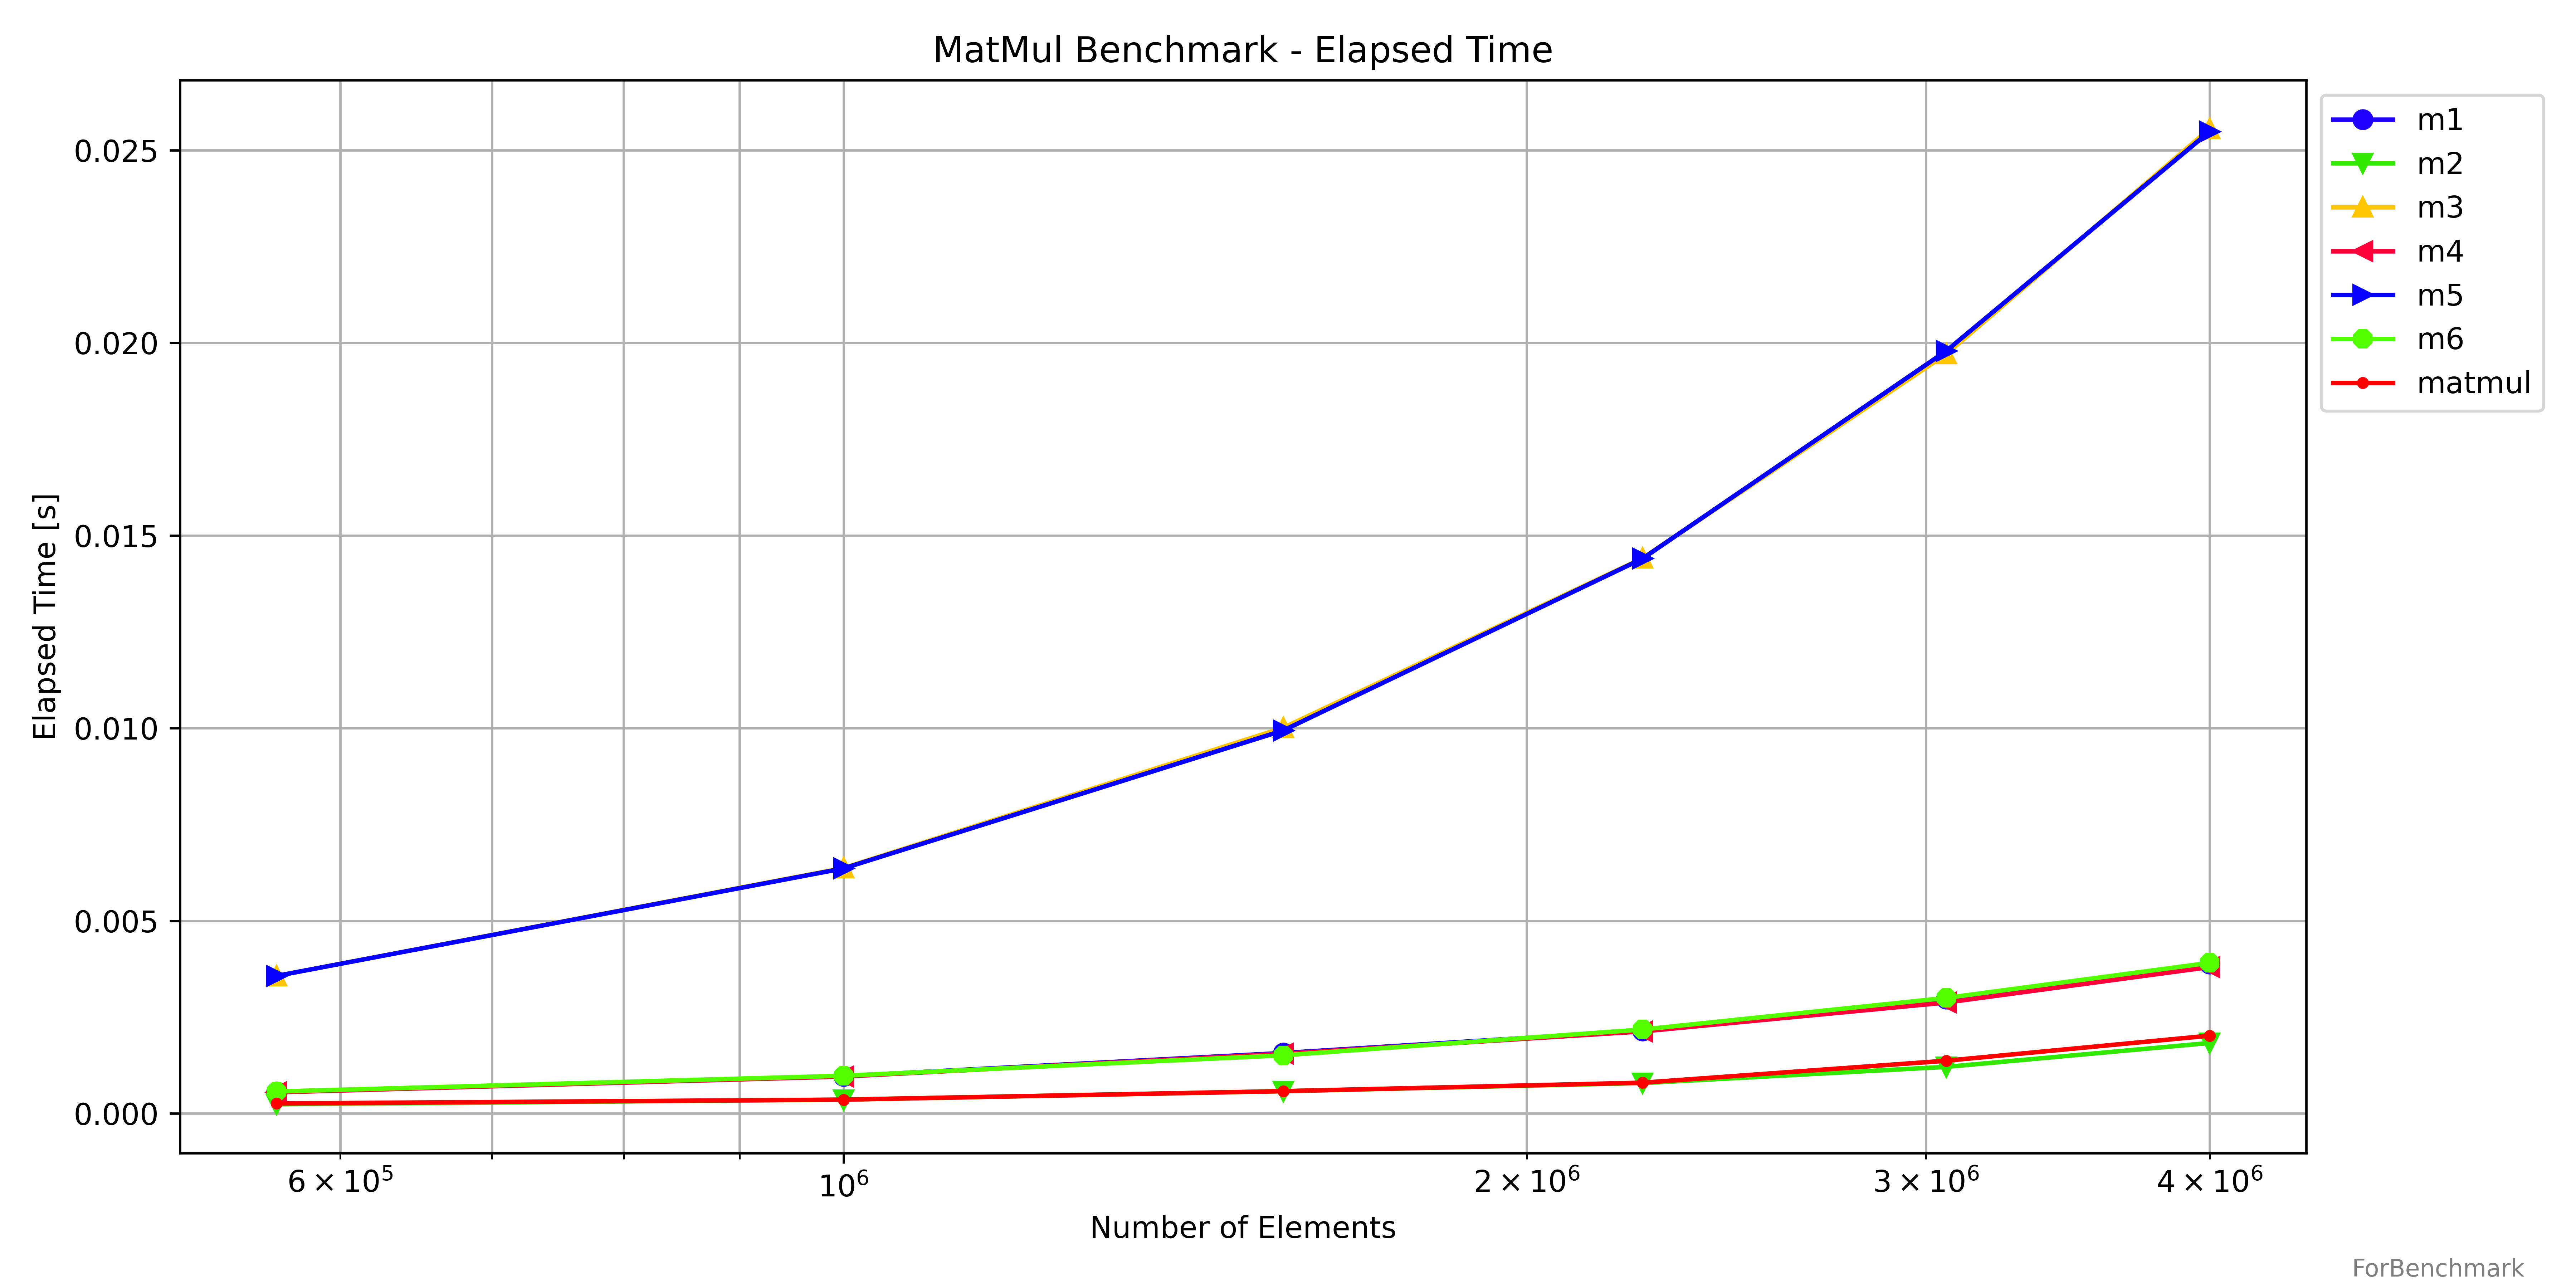 MatMul Benchmark - Elapsed Time
0.025
0.020
0.015
0.010
0.005
0.000
Elapsed Time [s]
6 × 10⁵
10⁶
2 × 10⁶
3 × 10⁶
4 × 10⁶
Number of Elements
m1
m2
m3
m4
m5
m6
matmul
ForBenchmark